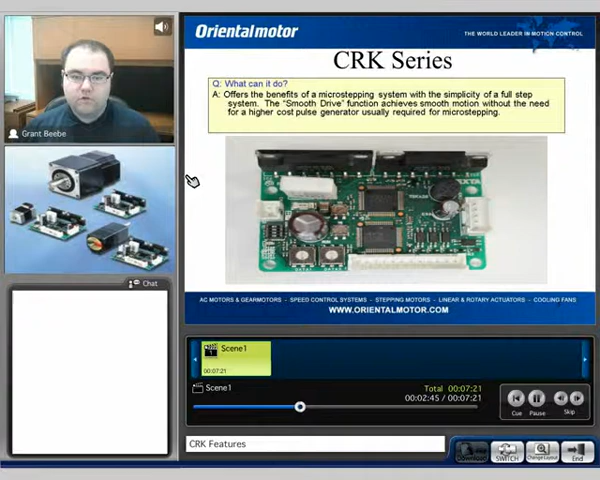 Orientalmotor
THE WORLD LEADER IN MOTION CONTROL
CRK Series
Q: What can it do?
A: Offers the benefits of a microstepping system with the simplicity of a full step
system. The "Smooth Drive" function achieves smooth motion without the need
for a higher cost pulse generator usually required for microstepping.
Grant Beebe
Chat
AC MOTORS & GEARMOTORS - SPEED CONTROL SYSTEMS - STEPPING MOTORS - LINEAR & ROTARY ACTUATORS - COOLING FANS
WWW.ORIENTALMOTOR.COM
Scene1
00:07:21
Scene1
Total 00:07:21
00:02:45 / 00:07:21
Cue
Pause
Skip
CRK Features
SWITCH
Change Layout
End